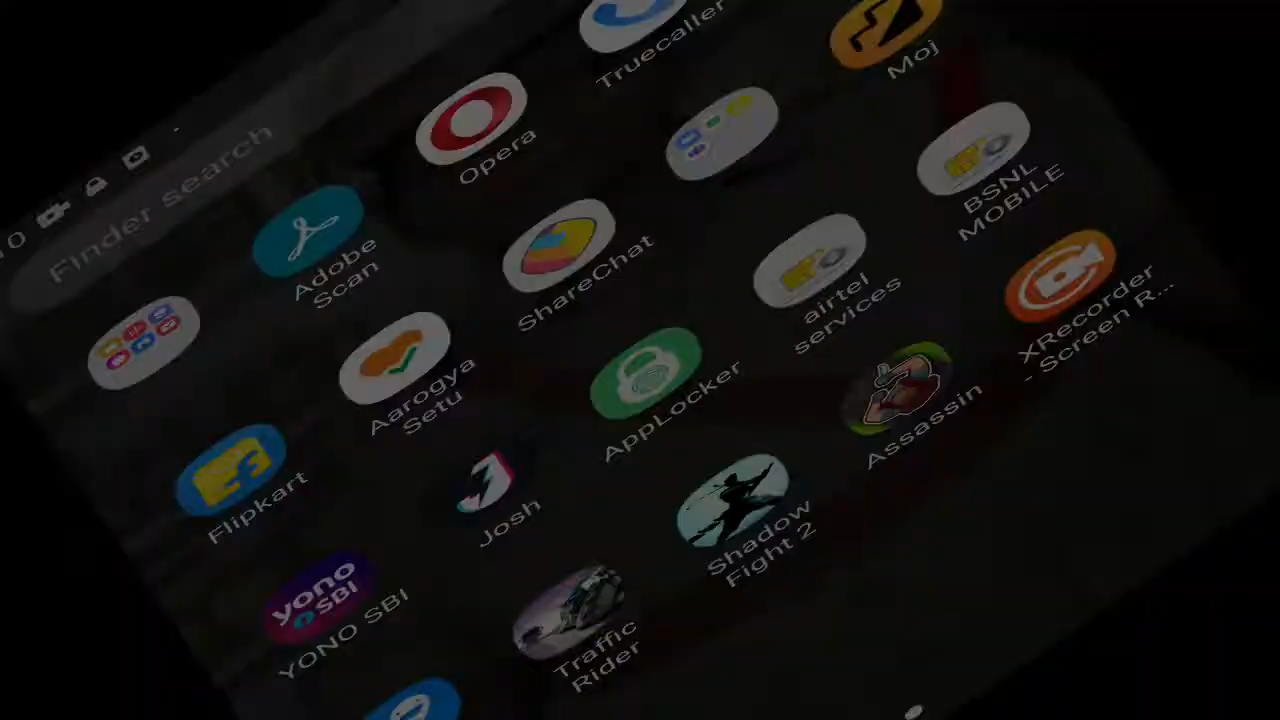 10
Finder search
Truecaller
Moj
Opera
Adobe
Scan
ShareChat
airtel
services
BSNL
MOBILE
Aarogya
Setu
AppLocker
Assassin
XRecorder
- Screen R...
Flipkart
Josh
Shadow
Fight 2
yono
SBI
YONO SBI
Traffic
Rider